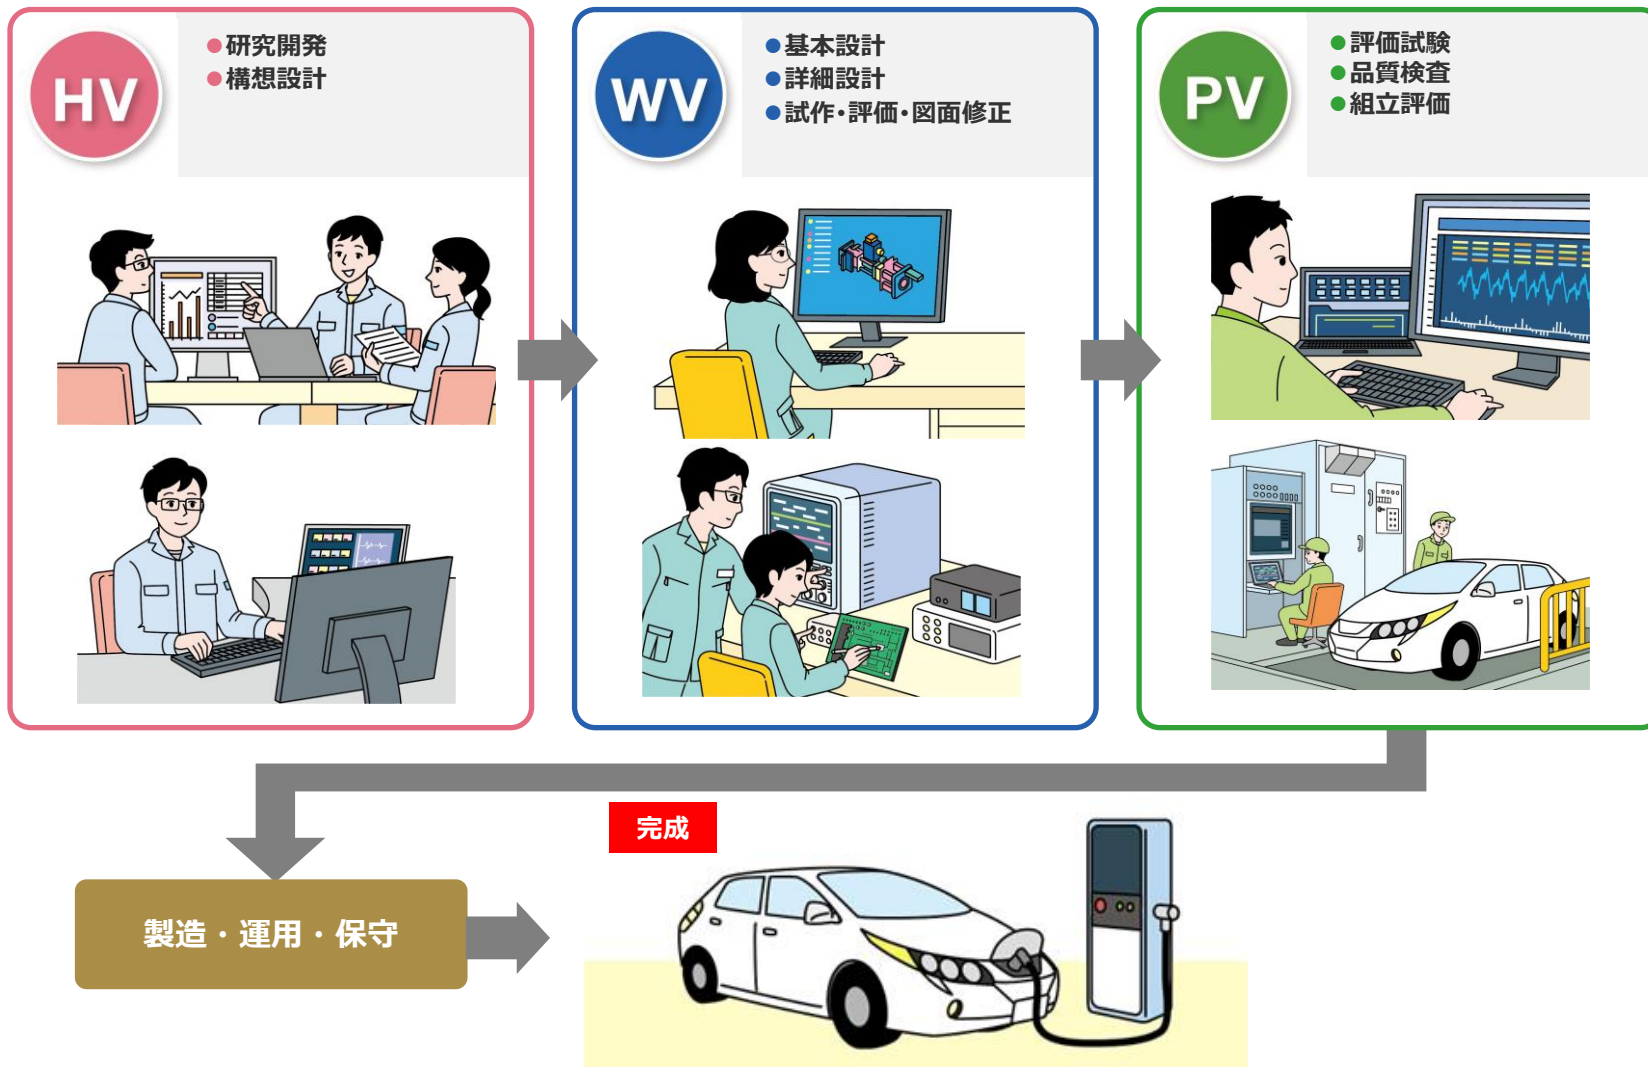 HV
●研究開発
●構想設計
WV
●基本設計
●詳細設計
●試作・評価・図面修正
PV
●評価試験
●品質検査
●組立評価
完成
製造・運用・保守